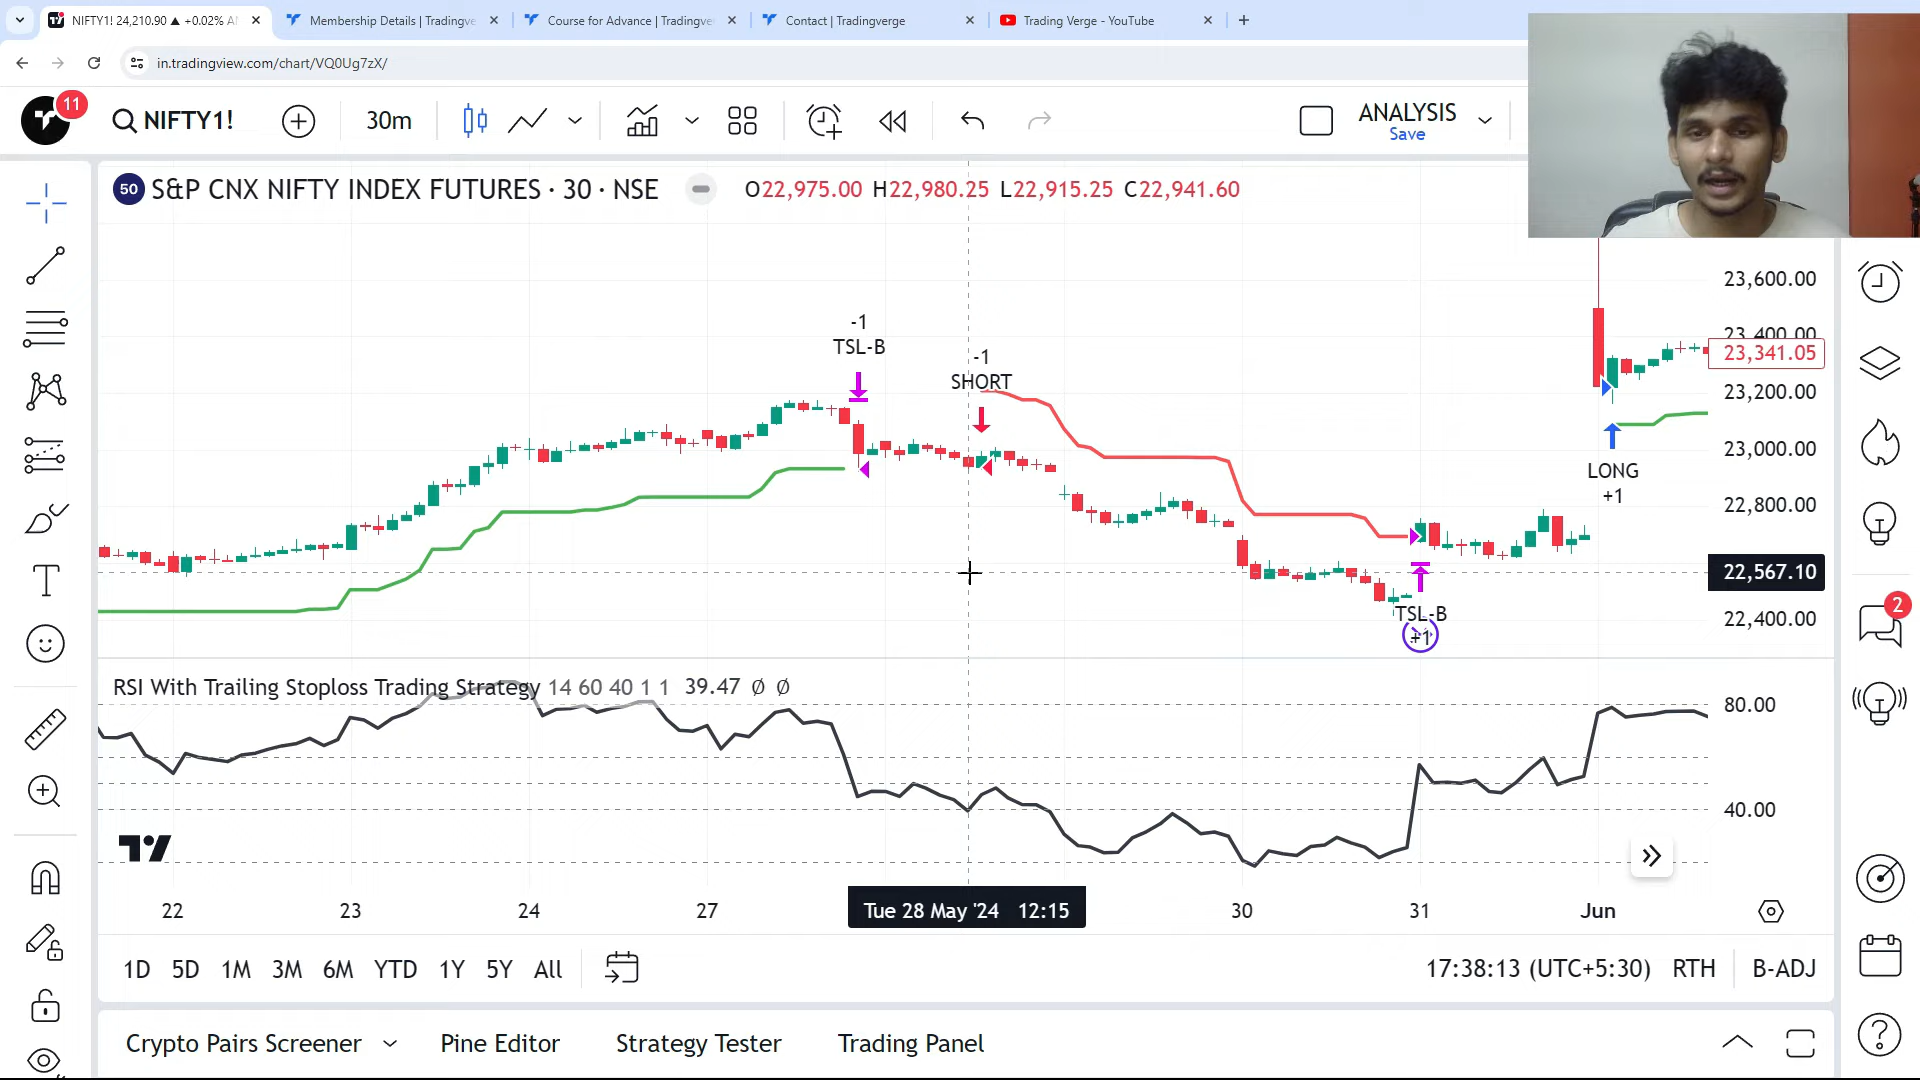 NIFTY1! 24,210.90 ▲ +0.02%
Membership Details | Tradingve
Course for Advance | Tradingve
Contact | Tradingverge
Trading Verge - YouTube
in.tradingview.com/chart/VQ0Ug7zX/
11
NIFTY1!
30m
ANALYSIS
Save
50 S&P CNX NIFTY INDEX FUTURES · 30 · NSE
O22,975.00 H22,980.25 L22,915.25 C22,941.60
23,600.00
23,400.00
23,341.05
23,200.00
23,000.00
22,800.00
22,567.10
22,400.00
-1
TSL-B
-1
SHORT
LONG
+1
TSL-B
+1
2
RSI With Trailing Stoploss Trading Strategy 14 60 40 1 1 39.47 ∅ ∅
80.00
40.00
22
23
24
27
Tue 28 May '24 12:15
30
31
Jun
1D 5D 1M 3M 6M YTD 1Y 5Y All
17:38:13 (UTC+5:30) RTH B-ADJ
Crypto Pairs Screener Pine Editor Strategy Tester Trading Panel